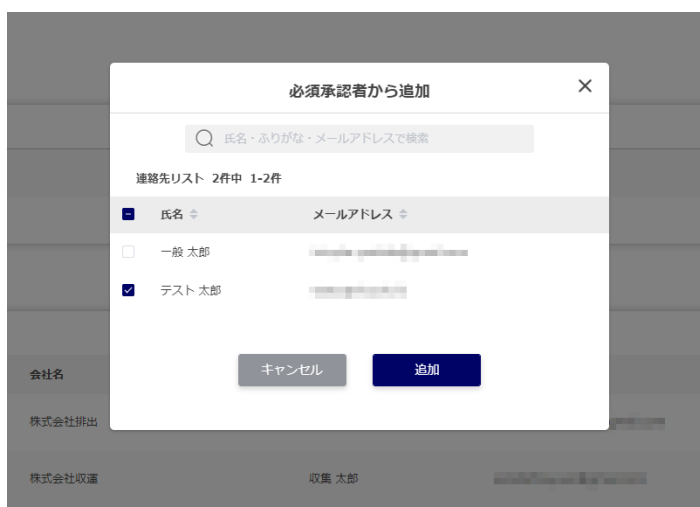 必須承認者から追加
氏名・ふりがな・メールアドレスで検索
連絡先リスト 2件中 1-2件
氏名 メールアドレス
一般 太郎
テスト 太郎
キャンセル 追加
会社名
株式会社排出
株式会社収運 収集 太郎